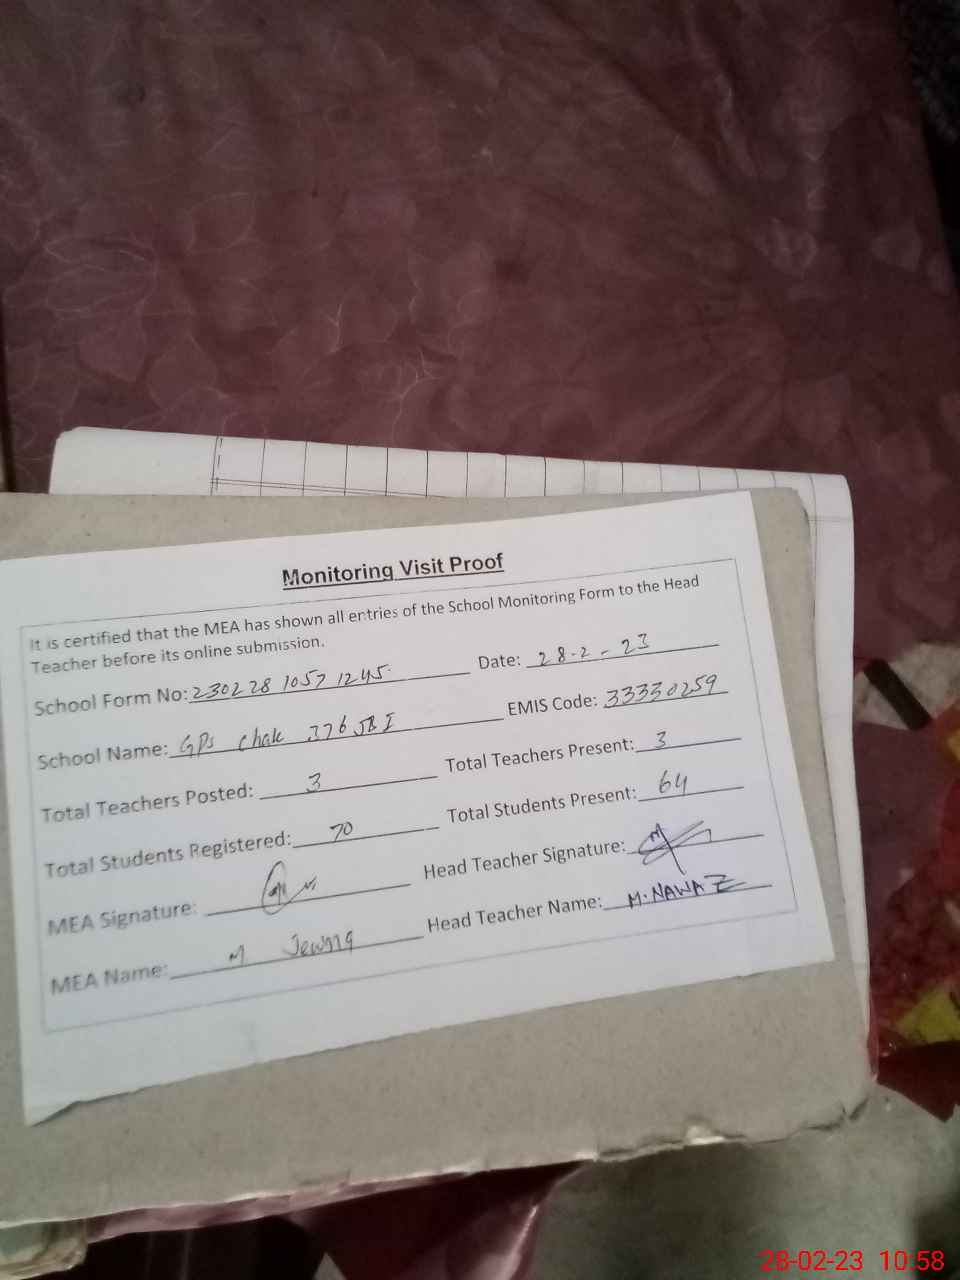 Monitoring Visit Proof
It is certified that the MEA has shown all entries of the School Monitoring Form to the Head
Teacher before its online submission.
School Form No: 230228 1057 1245 Date: 28-2-23
School Name: GPS Chak 376 JB I EMIS Code: 33330259
Total Teachers Posted: 3 Total Teachers Present: 3
Total Students Registered: 70 Total Students Present: 64
MEA Signature: Head Teacher Signature:
MEA Name: M Head Teacher Name: M. NAWAZ
28-02-23 10:58